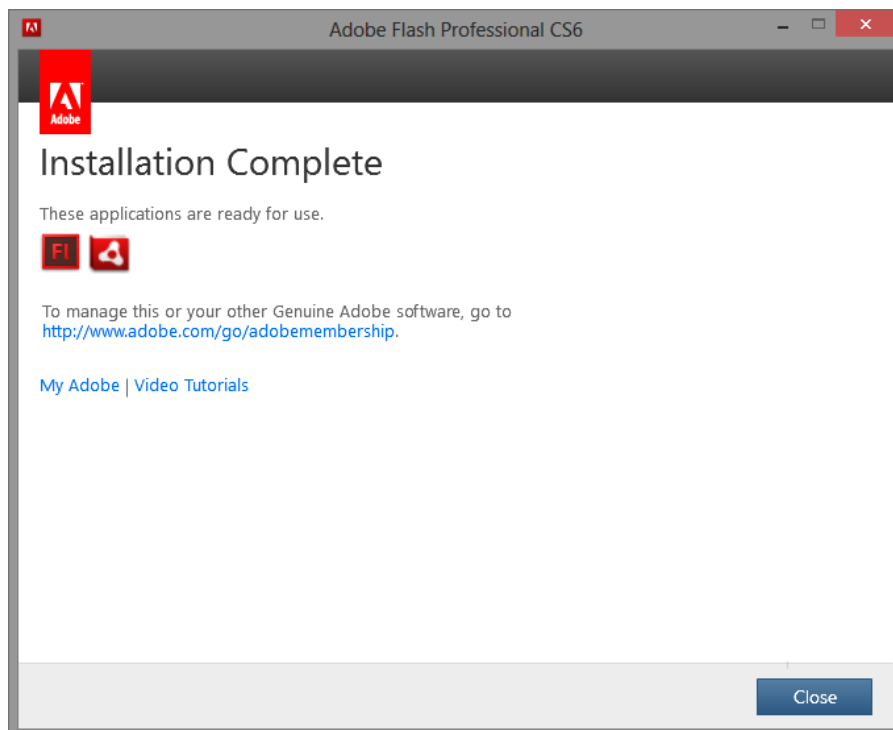 Adobe Flash Professional CS6
Adobe
Installation Complete
These applications are ready for use.
Fl
To manage this or your other Genuine Adobe software, go to
http://www.adobe.com/go/adobemembership.
My Adobe | Video Tutorials
Close